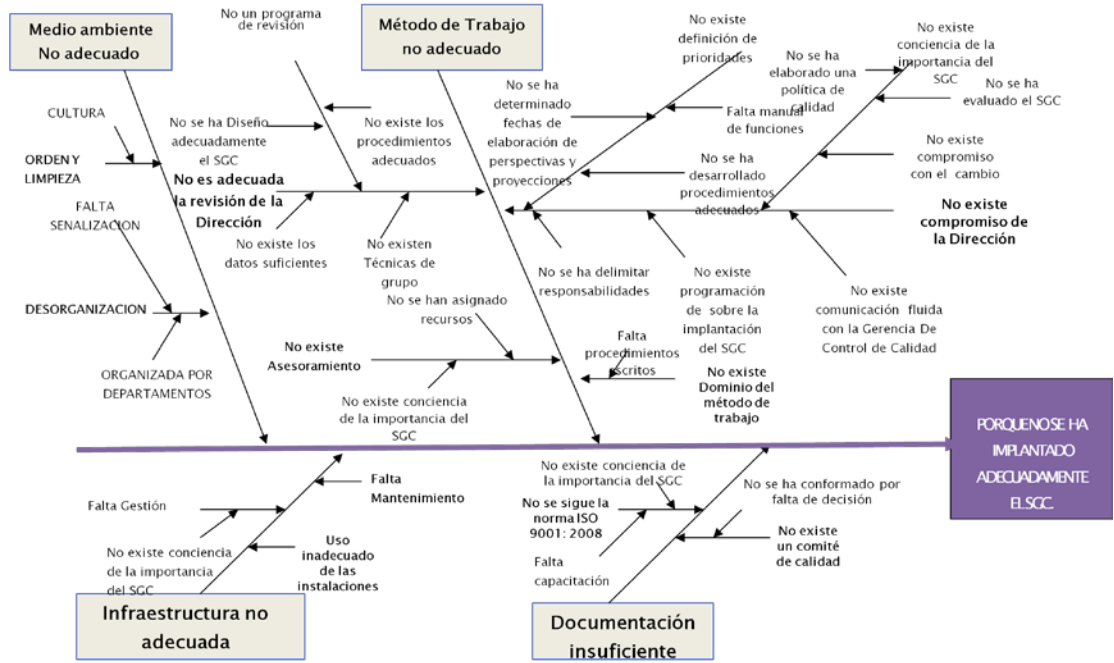 Medio ambiente
No adecuado
No un programa
de revisión
Método de Trabajo
no adecuado
No existe
definición de
prioridades
No se ha
elaborado una
política de
calidad
No existe
conciencia de la
importancia del
SGC
No se ha
evaluado el SGC
CULTURA
No se ha Diseño
adecuadamente
el SGC
No existe los
procedimientos
adecuados
No se ha
determinado
fechas de
elaboración de
perspectivas y
proyecciones
Falta manual
de funciones
No se ha
desarrollado
procedimientos
adecuados
No existe
compromiso
con el cambio
ORDEN Y
LIMPIEZA
No es adecuada
la revisión de la
Dirección
No existe
compromiso de
la Dirección
FALTA
SENALIZACION
No existe los
datos suficientes
No existen
Técnicas de
grupo
No se ha delimitar
responsabilidades
No existe
programación
de sobre la
implantación
del SGC
No existe
comunicación fluida
con la Gerencia De
Control de Calidad
DESORGANIZACION
No se han asignado
recursos
No existe
Asesoramiento
Falta
procedimientos
escritos
ORGANIZADA POR
DEPARTAMENTOS
No existe conciencia
de la importancia del
SGC
No existe
Dominio del
método de
trabajo
PORQUENOSE HA
IMPLANTADO
ADECUADAMENTE
ELSGC.
Falta
Mantenimiento
No existe conciencia de
la importancia del SGC
No se ha conformado por
falta de decisión
Falta Gestión
No se sigue la
norma ISO
9001: 2008
No existe
un comité
de calidad
No existe conciencia
de la importancia
del SGC
Uso
inadecuado
de las
instalaciones
Falta
capacitación
Infraestructura no
adecuada
Documentación
insuficiente